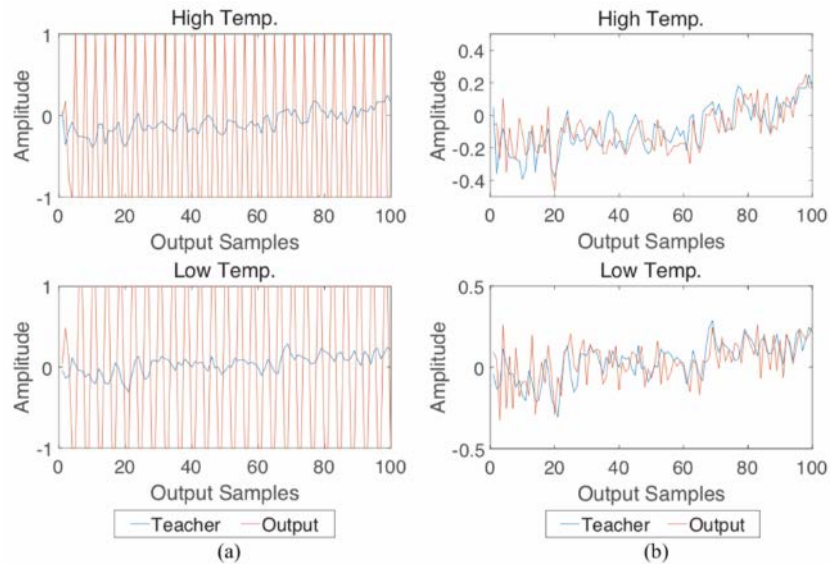 High Temp.
1
0
-1
Amplitude
0 20 40 60 80 100
Output Samples
Low Temp.
1
0
-1
Amplitude
0 20 40 60 80 100
Output Samples
Teacher Output
(a)
High Temp.
0.4
0.2
0
-0.2
-0.4
Amplitude
0 20 40 60 80 100
Output Samples
Low Temp.
0.5
0
-0.5
Amplitude
0 20 40 60 80 100
Output Samples
Teacher Output
(b)